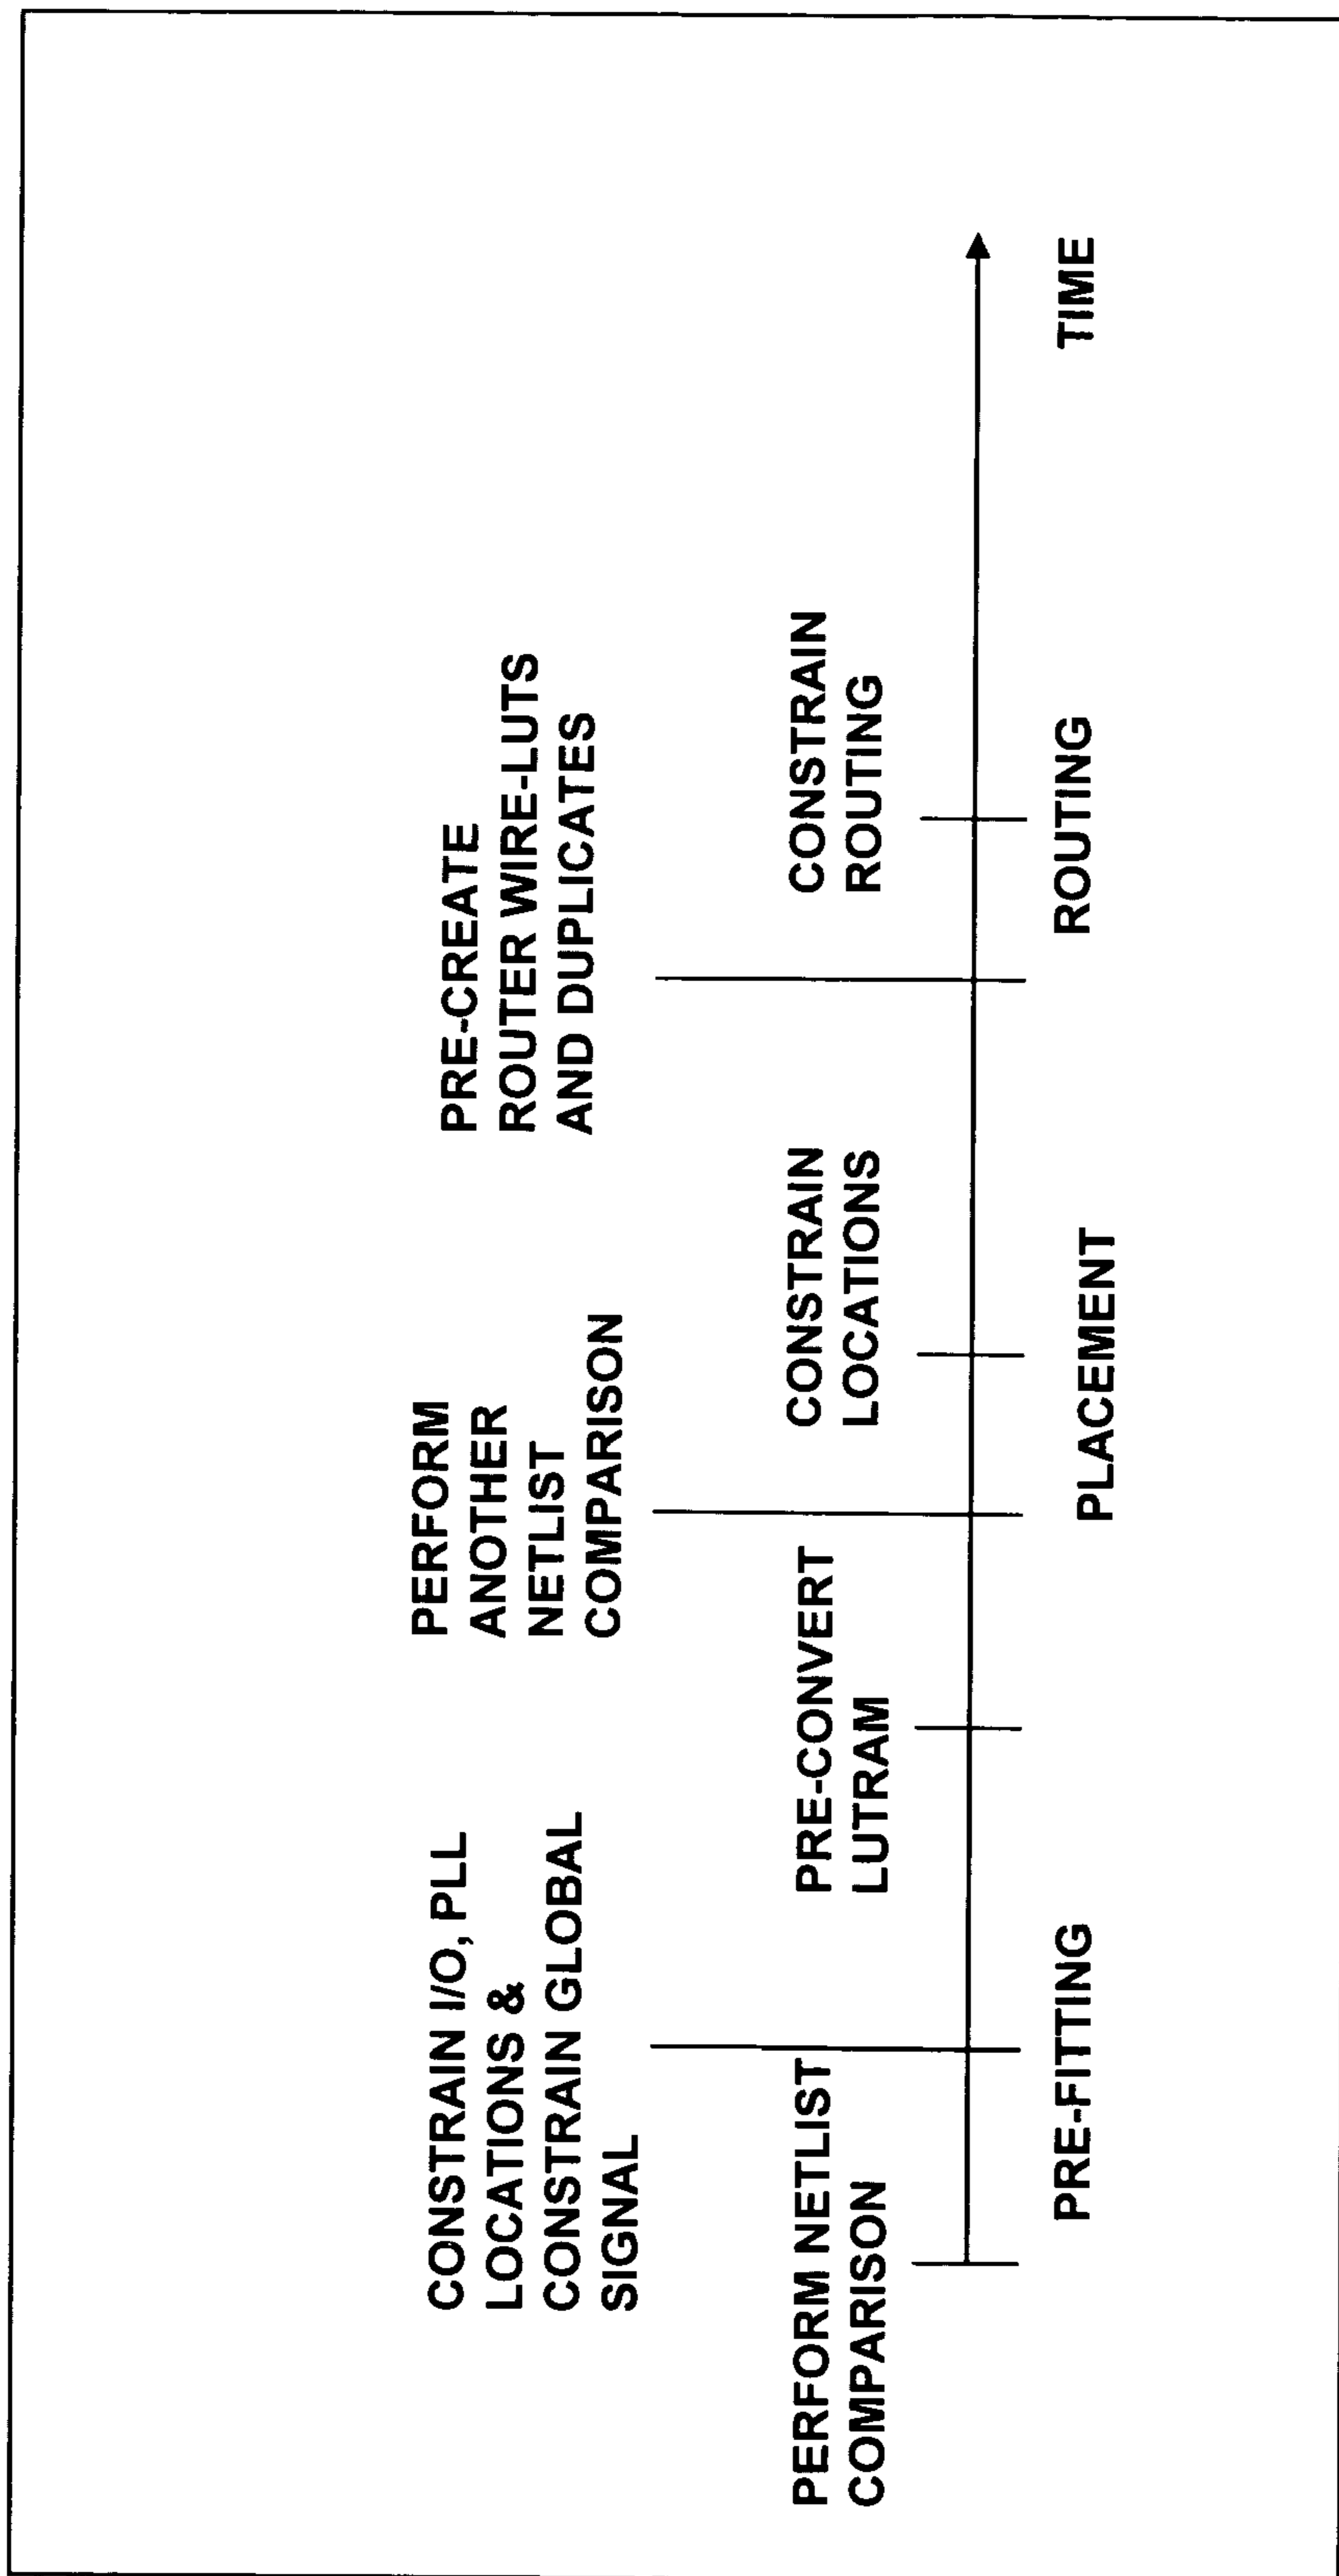 CONSTRAIN I/O, PLL
LOCATIONS &
CONSTRAIN GLOBAL
SIGNAL
PERFORM
ANOTHER
NETLIST
COMPARISON
PRE-CREATE
ROUTER WIRE-LUTS
AND DUPLICATES
PERFORM NETLIST
COMPARISON
PRE-CONVERT
LUTRAM
CONSTRAIN
LOCATIONS
CONSTRAIN
ROUTING
PRE-FITTING
PLACEMENT
ROUTING
TIME